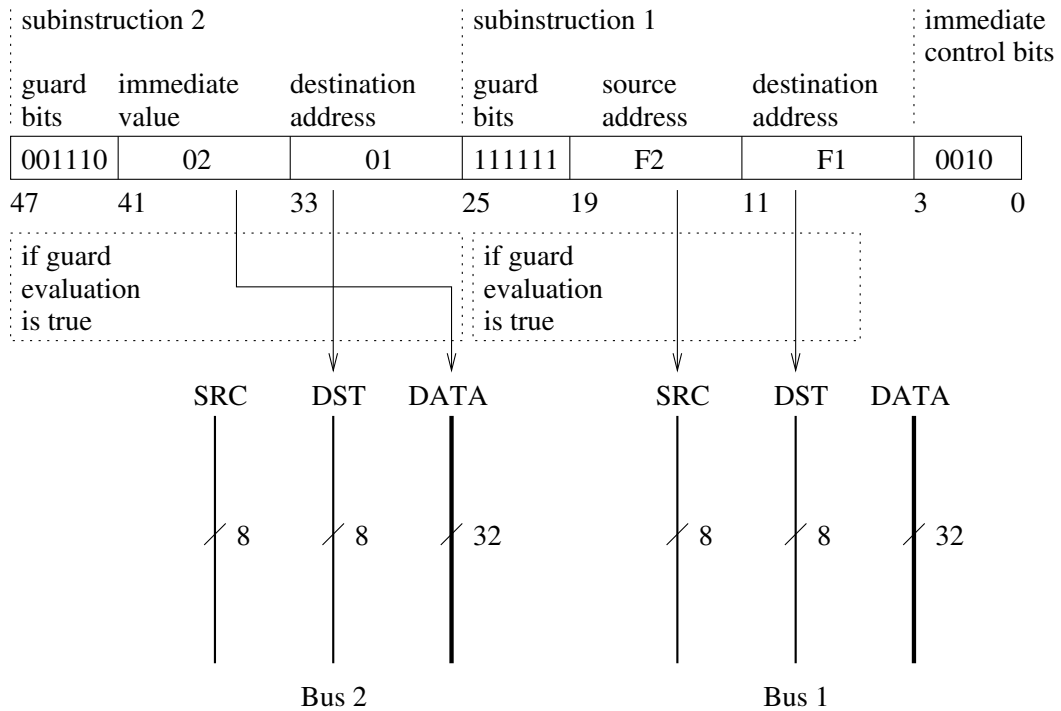 subinstruction 2 subinstruction 1 immediate
control bits
guard immediate destination guard source destination
bits value address bits address address
001110 02 01 111111 F2 F1 0010
47 41 33 25 19 11 3 0
if guard if guard
evaluation evaluation
is true is true
SRC DST DATA SRC DST DATA
8 8 32 8 8 32
Bus 2 Bus 1